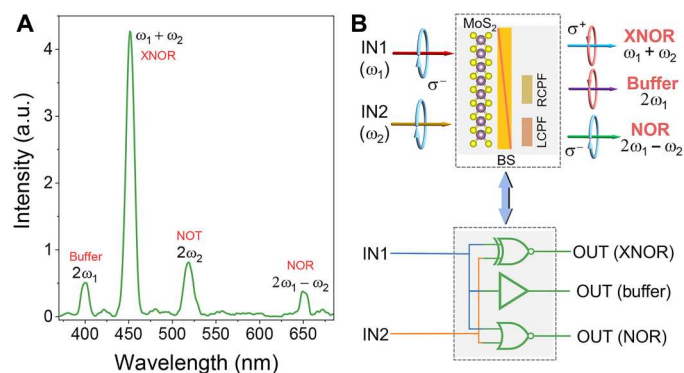 A
Intensity (a.u.)
4
3
2
1
0
ω₁ + ω₂
XNOR
Buffer
2ω₁
NOT
2ω₂
NOR
2ω₁ – ω₂
400 450 500 550 600 650
Wavelength (nm)
B
MoS₂
IN1
(ω₁)
σ⁻
IN2
(ω₂)
RCPF
LCPF
BS
σ⁺
XNOR
ω₁ + ω₂
Buffer
2ω₁
NOR
σ⁻
2ω₁ – ω₂
IN1
IN2
OUT (XNOR)
OUT (buffer)
OUT (NOR)